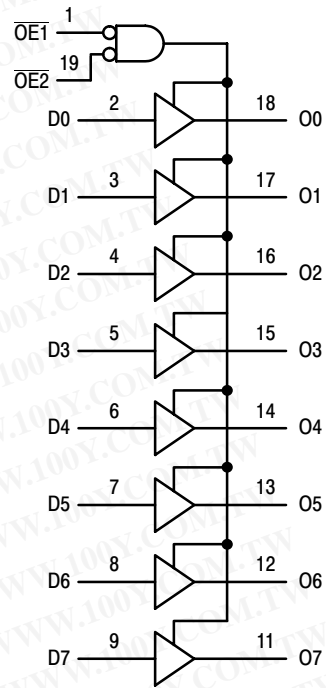 1
OE1
19
OE2
D0 2 18 O0
D1 3 17 O1
D2 4 16 O2
D3 5 15 O3
D4 6 14 O4
D5 7 13 O5
D6 8 12 O6
D7 9 11 O7
WWW.100Y.COM.TW